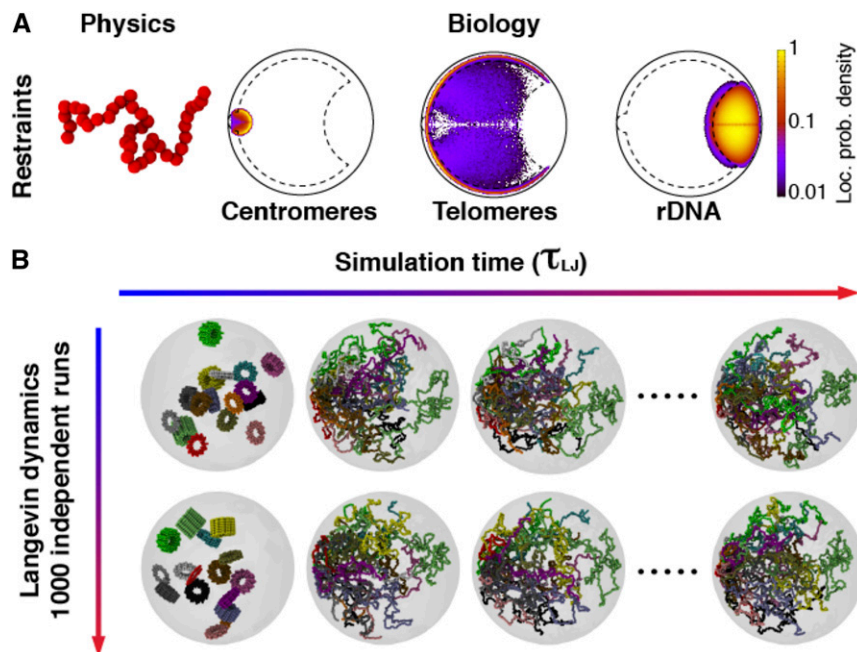 A
Physics
Biology
Restraints
Centromeres
Telomeres
rDNA
1
0.1
0.01
Loc. prob. density
B
Simulation time (τLJ)
Langevin dynamics
1000 independent runs